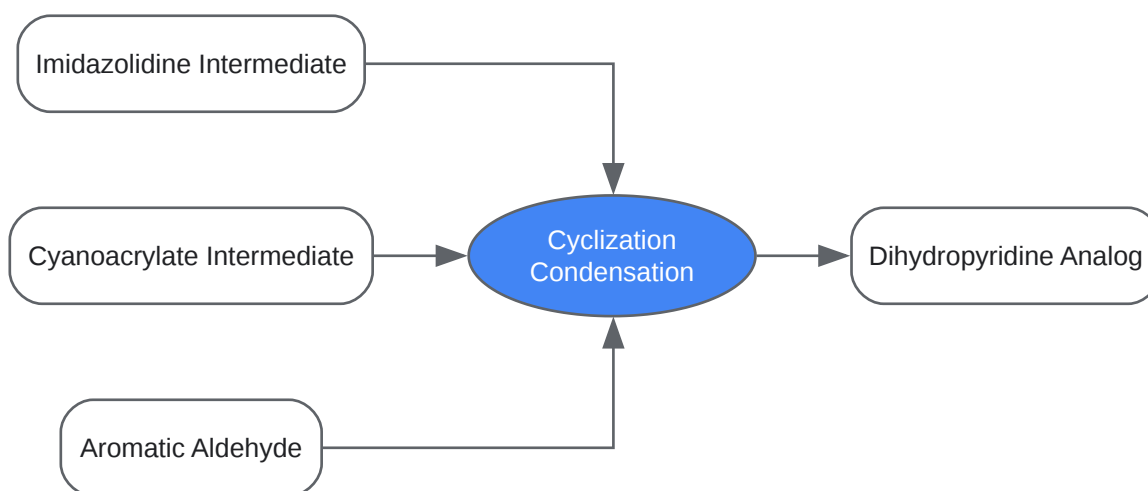 Imidazolidine Intermediate
Cyanoacrylate Intermediate
Cyclization
Condensation
Dihydropyridine Analog
Aromatic Aldehyde